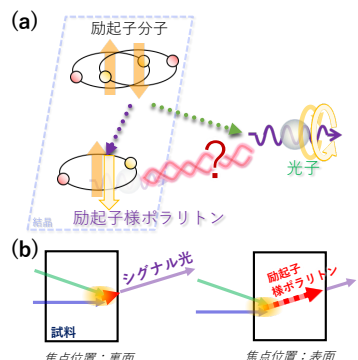 (a)
励起子分子
?
光子
結晶
励起子様ポラリトン
(b)
シグナル光
励起子
様ポラリトン
試料
焦点位置：裏面
焦点位置：表面